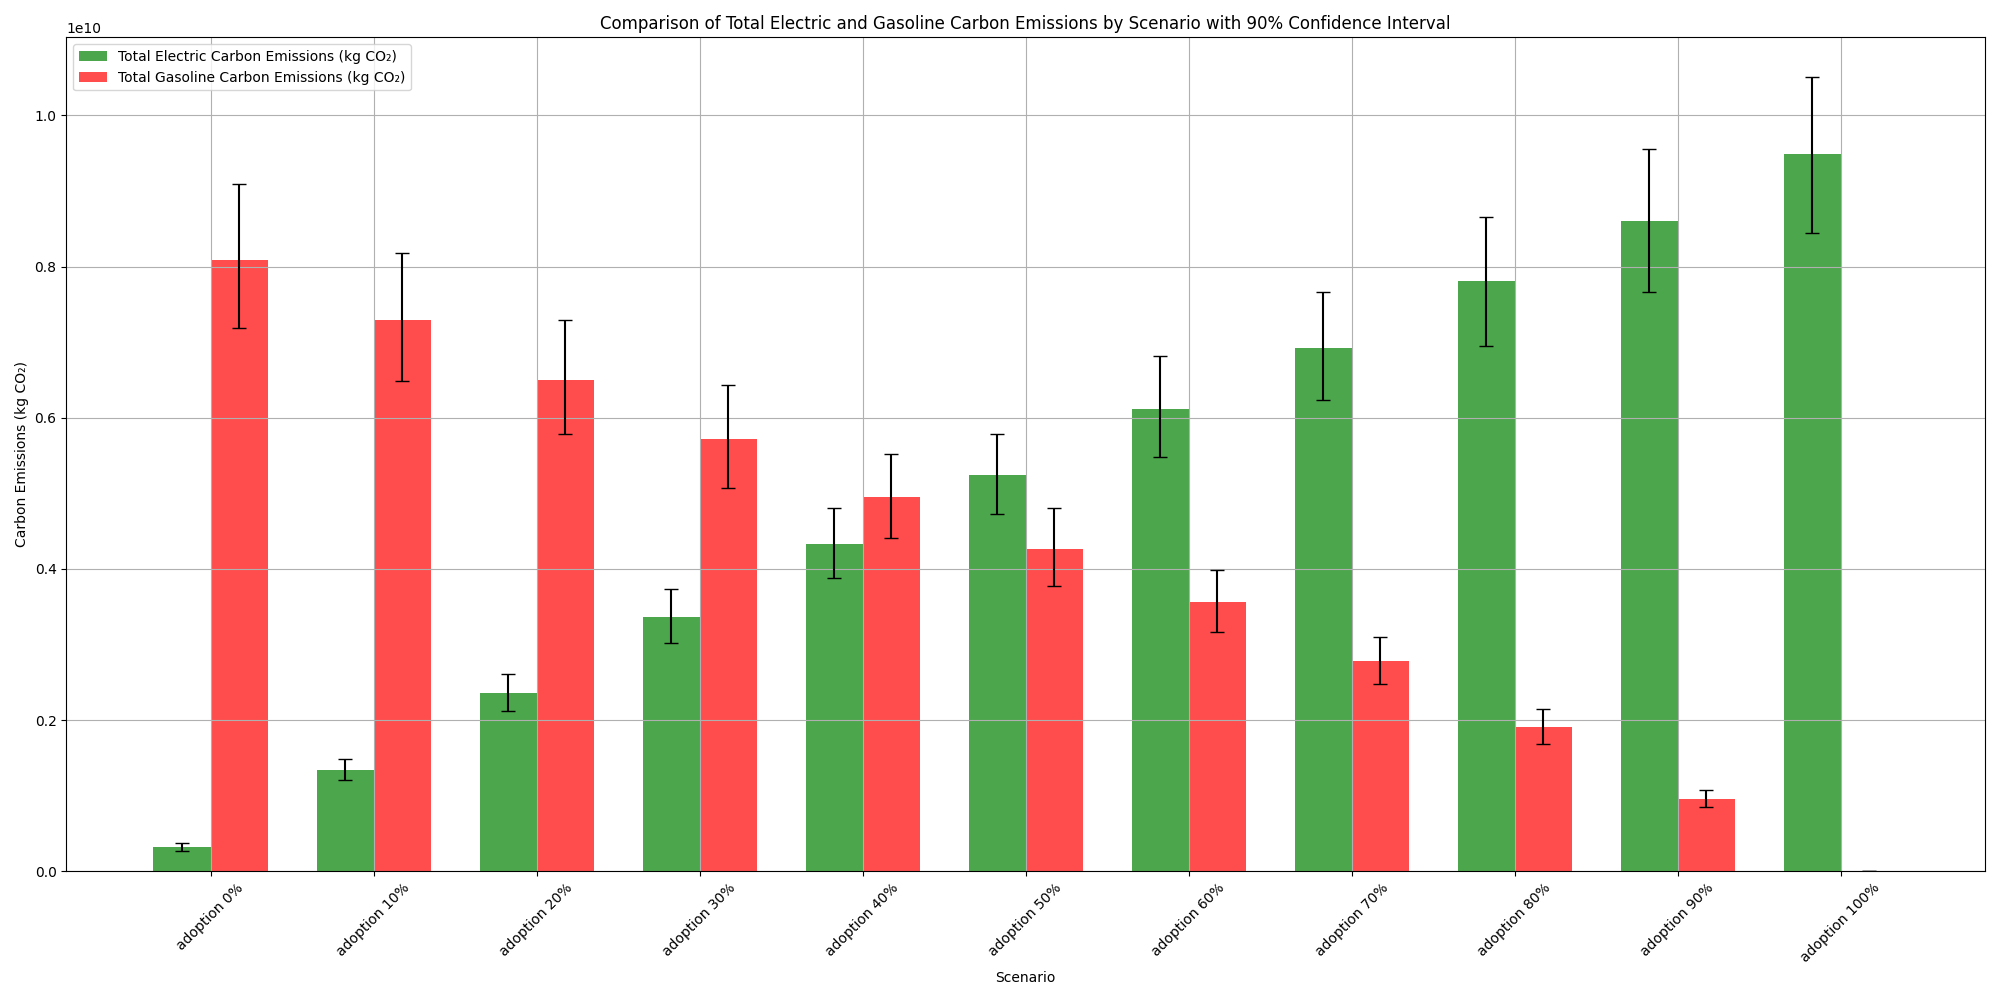 Comparison of Total Electric and Gasoline Carbon Emissions by Scenario with 90% Confidence Interval
1e10
Total Electric Carbon Emissions (kg CO₂)
Total Gasoline Carbon Emissions (kg CO₂)
1.0
0.8
0.6
0.4
0.2
0.0
Carbon Emissions (kg CO₂)
adoption 0%
adoption 10%
adoption 20%
adoption 30%
adoption 40%
adoption 50%
adoption 60%
adoption 70%
adoption 80%
adoption 90%
adoption 100%
Scenario